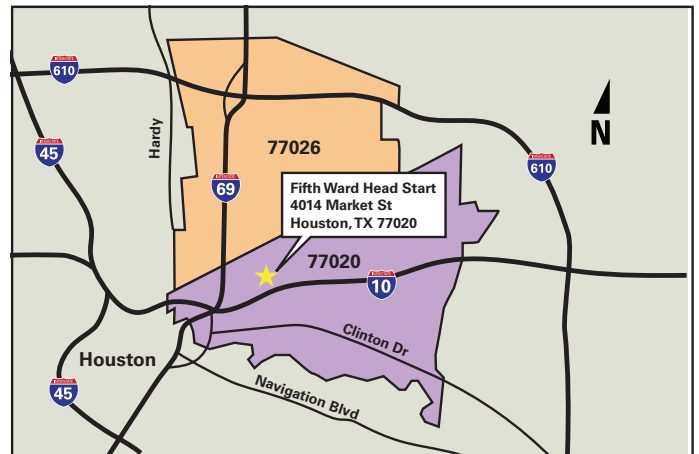 610
45
Hardy
77026
N
610
69
Fifth Ward Head Start
4014 Market St
Houston, TX 77020
77020
10
Clinton Dr
Houston
Navigation Blvd
45